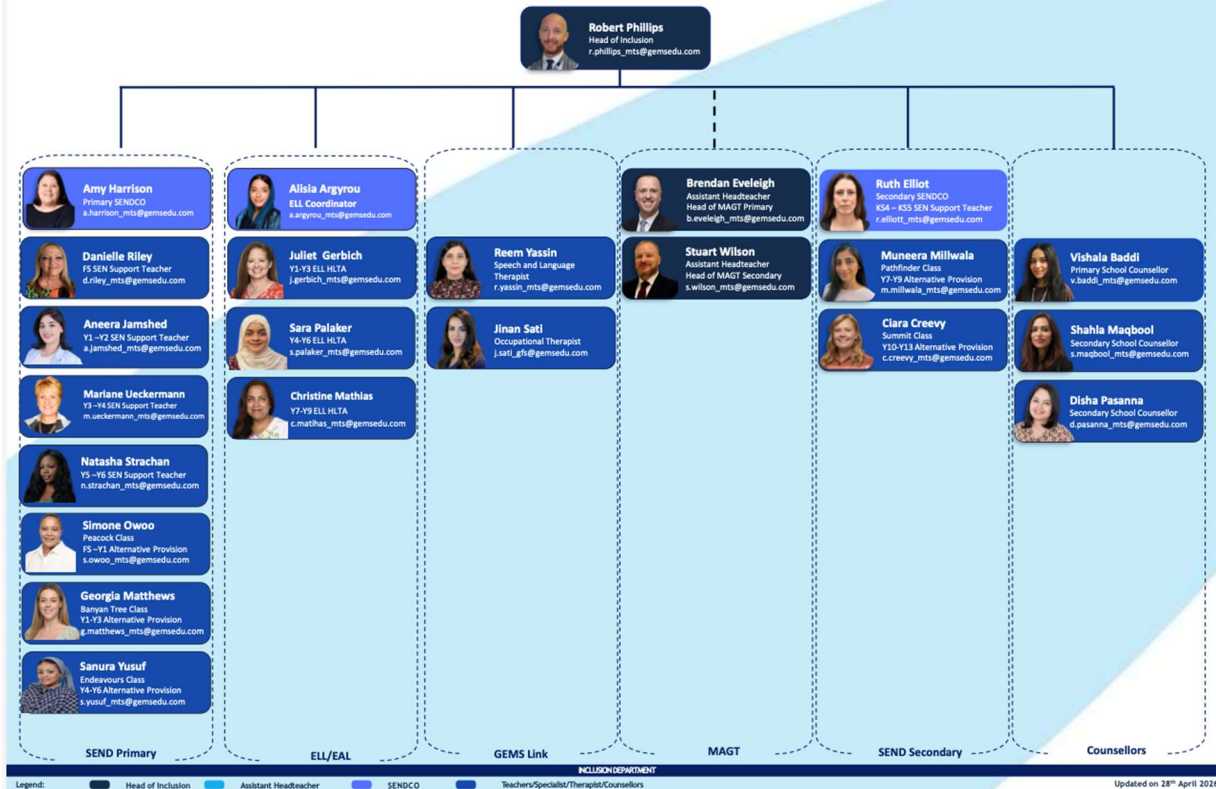 Robert Phillips
Head of Inclusion
r.phillips_mts@gemsedu.com
Amy Harrison
Primary SENDCO
a.harrison_mts@gemsedu.com
Danielle Riley
FS SEN Support Teacher
d.riley_mts@gemsedu.com
Aneera Jamshed
Y1 –Y2 SEN Support Teacher
a.jamshed_mts@gemsedu.com
Mariane Ueckermann
Y3 –Y4 SEN Support Teacher
m.ueckermann_mts@gemsedu.com
Natasha Strachan
Y5 –Y6 SEN Support Teacher
n.strachan_mts@gemsedu.com
Simone Owoo
Peacock Class
FS –Y1 Alternative Provision
s.owoo_mts@gemsedu.com
Georgia Matthews
Banyan Tree Class
Y1-Y3 Alternative Provision
g.matthews_mts@gemsedu.com
Sanura Yusuf
Endeavours Class
Y4-Y6 Alternative Provision
s.yusuf_mts@gemsedu.com
SEND Primary
Alisia Argyrou
ELL Coordinator
a.argyrou_mts@gemsedu.com
Juliet Gerbich
Y1-Y3 ELL HLTA
j.gerbich_mts@gemsedu.com
Sara Palaker
Y4-Y6 ELL HLTA
s.palaker_mts@gemsedu.com
Christine Mathias
Y7-Y9 ELL HLTA
c.matihas_mts@gemsedu.com
ELL/EAL
Reem Yassin
Speech and Language
Therapist
r.yassin_mts@gemsedu.com
Jinan Sati
Occupational Therapist
j.sati_gfs@gemsedu.com
GEMS Link
Brendan Eveleigh
Assistant Headteacher
Head of MAGT Primary
b.eveleigh_mts@gemsedu.com
Stuart Wilson
Assistant Headteacher
Head of MAGT Secondary
s.wilson_mts@gemsedu.com
MAGT
Ruth Elliot
Secondary SENDCO
KS4 – KS5 SEN Support Teacher
r.elliott_mts@gemsedu.com
Muneera Millwala
Pathfinder Class
Y7-Y9 Alternative Provision
m.millwala_mts@gemsedu.com
Ciara Creevy
Summit Class
Y10-Y13 Alternative Provision
c.creevy_mts@gemsedu.com
SEND Secondary
Vishala Baddi
Primary School Counsellor
v.baddi_mts@gemsedu.com
Shahla Maqbool
Secondary School Counsellor
s.maqbool_mts@gemsedu.com
Disha Pasanna
Secondary School Counsellor
d.pasanna_mts@gemsedu.com
Counsellors
INCLUSION DEPARTMENT
Legend: Head of Inclusion Assistant Headteacher SENDCO Teachers/Specialist/Therapist/Counsellors
Updated on 28th April 2026